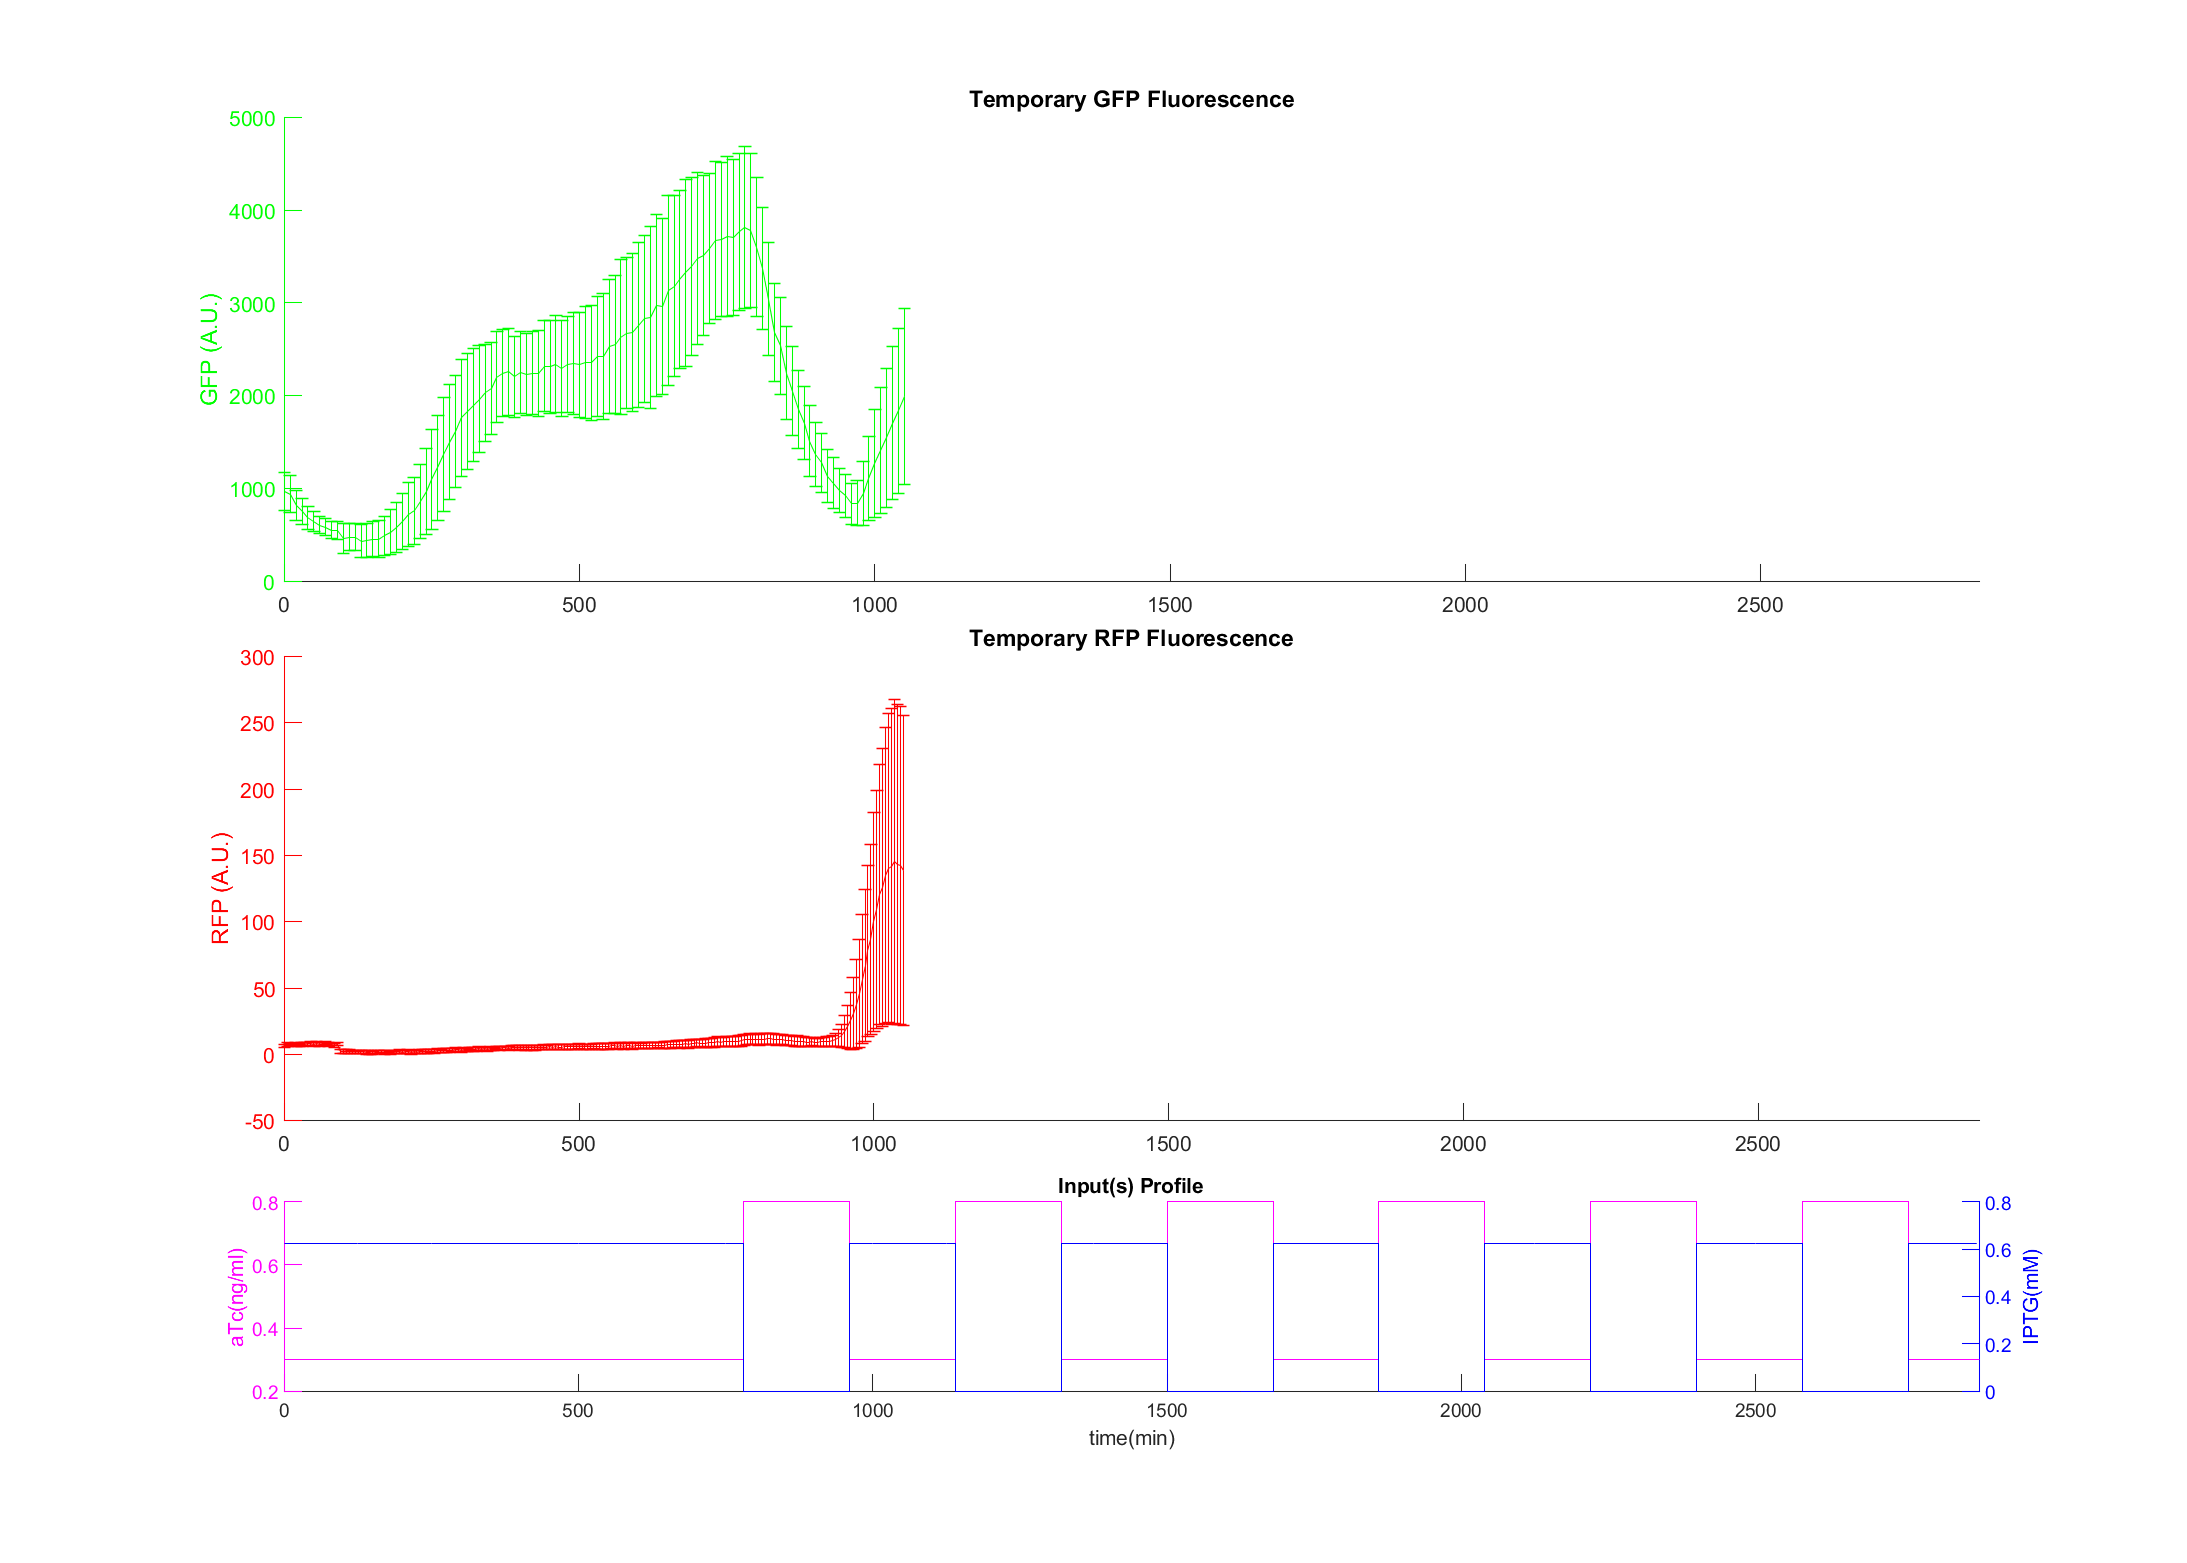 Temporary GFP Fluorescence
5000
4000
3000
2000
1000
0
GFP (A.U.)
0 500 1000 1500 2000 2500
Temporary RFP Fluorescence
300
250
200
150
100
50
0
-50
RFP (A.U.)
0 500 1000 1500 2000 2500
Input(s) Profile
0.8
0.6
0.4
0.2
aTc(ng/ml)
0.8
0.6
0.4
0.2
0
IPTG(mM)
0 500 1000 1500 2000 2500
time(min)